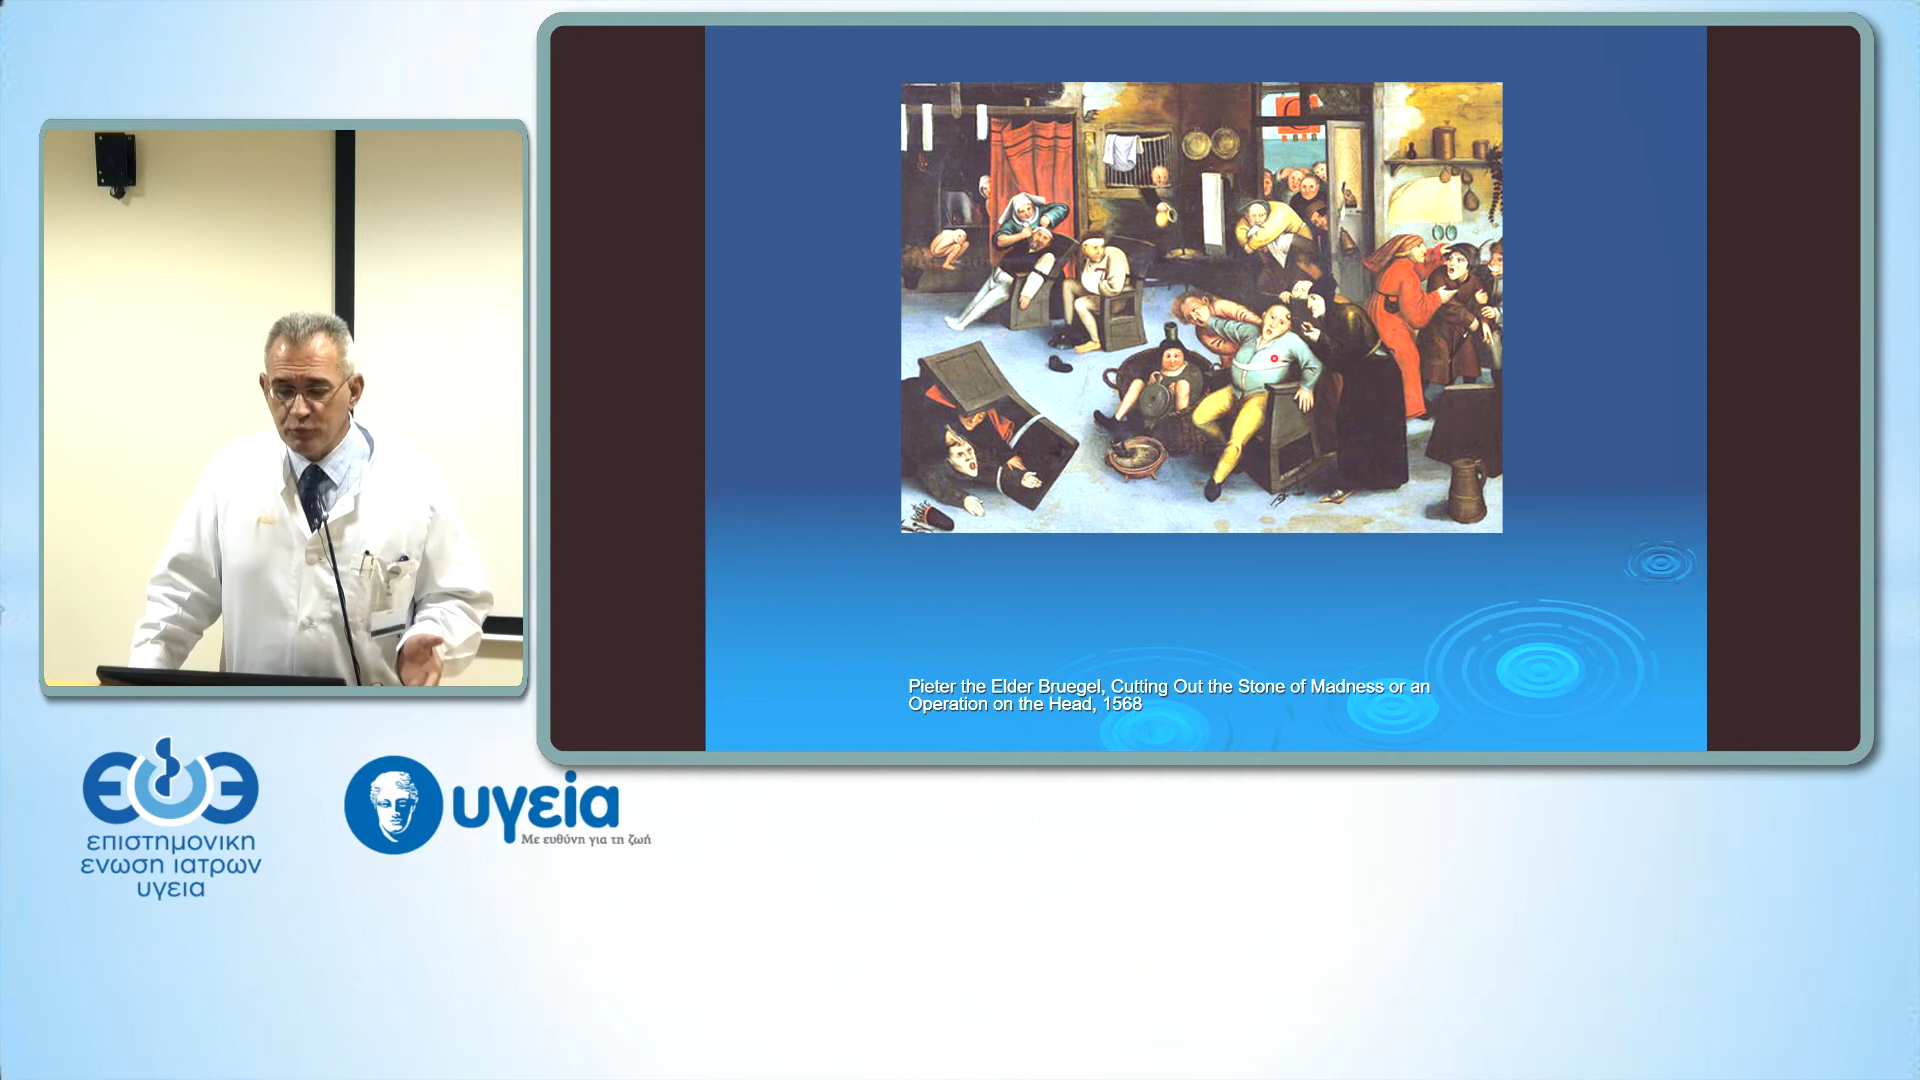 Pieter the Elder Bruegel, Cutting Out the Stone of Madness or an
Operation on the Head, 1568
επιστημονικη
ενωση ιατρων
υγεια
υγεία
Με ευθύνη για τη ζωή